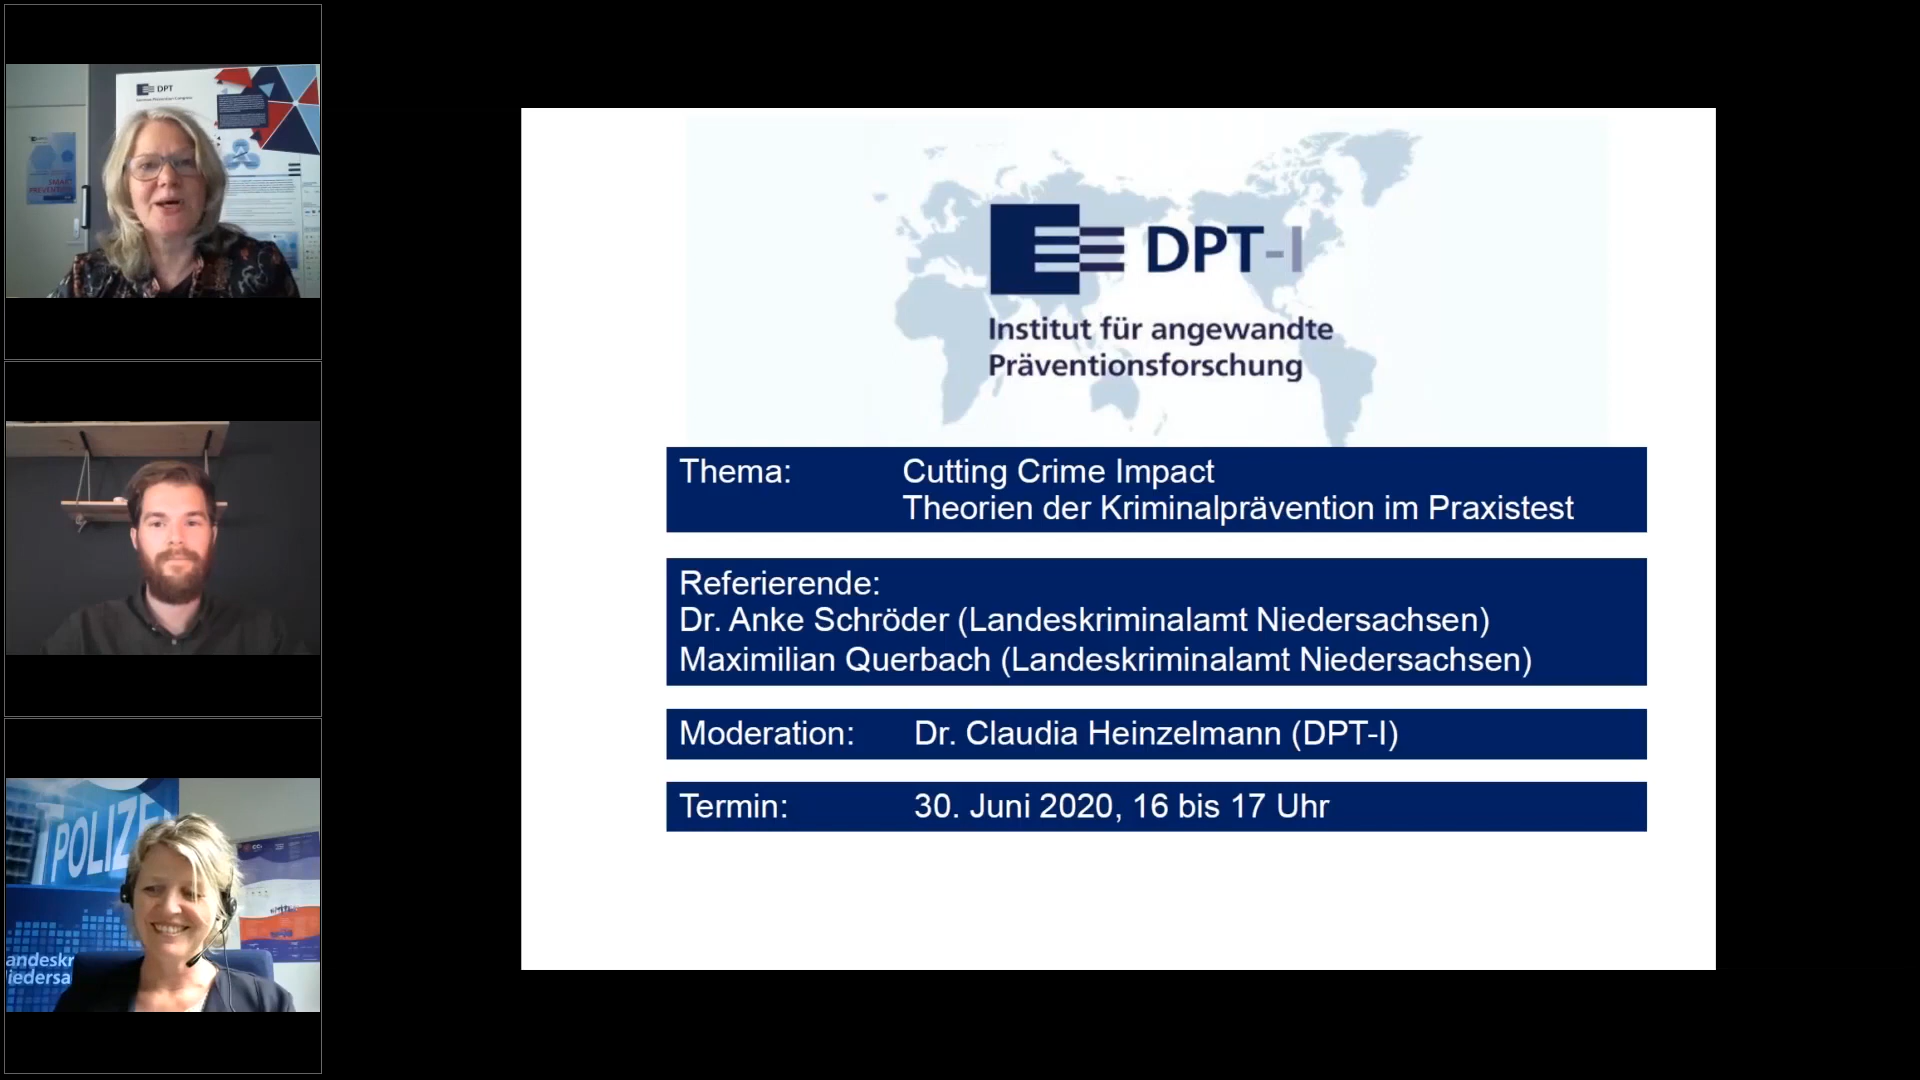 DPT
POLIZE
andeskr
iedersa
DPT-I
Institut für angewandte
Präventionsforschung
Thema: Cutting Crime Impact
Theorien der Kriminalprävention im Praxistest
Referierende:
Dr. Anke Schröder (Landeskriminalamt Niedersachsen)
Maximilian Querbach (Landeskriminalamt Niedersachsen)
Moderation: Dr. Claudia Heinzelmann (DPT-I)
Termin: 30. Juni 2020, 16 bis 17 Uhr